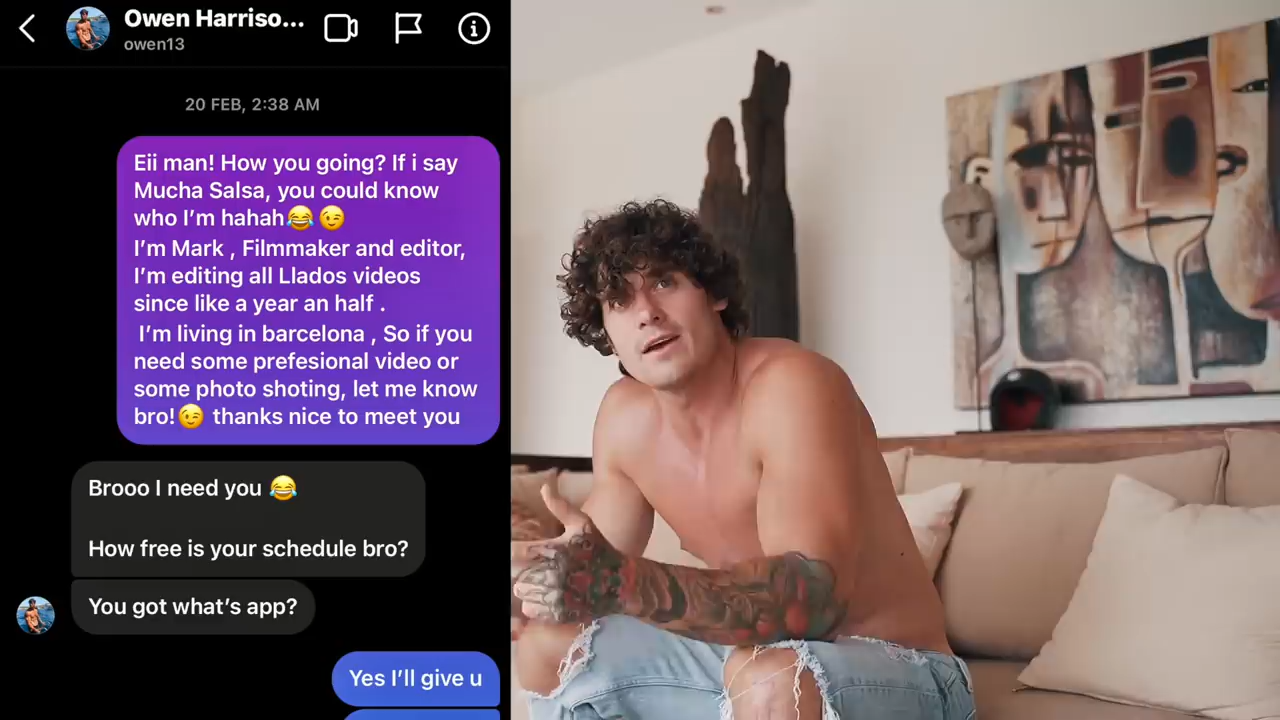 Owen Harriso...
owen13
20 FEB, 2:38 AM
Eii man! How you going? If i say
Mucha Salsa, you could know
who I'm hahah😂 😉
I'm Mark , Filmmaker and editor,
I'm editing all Llados videos
since like a year an half .
I'm living in barcelona , So if you
need some prefesional video or
some photo shoting, let me know
bro!😉 thanks nice to meet you
Brooo I need you 😂
How free is your schedule bro?
You got what's app?
Yes I'll give u